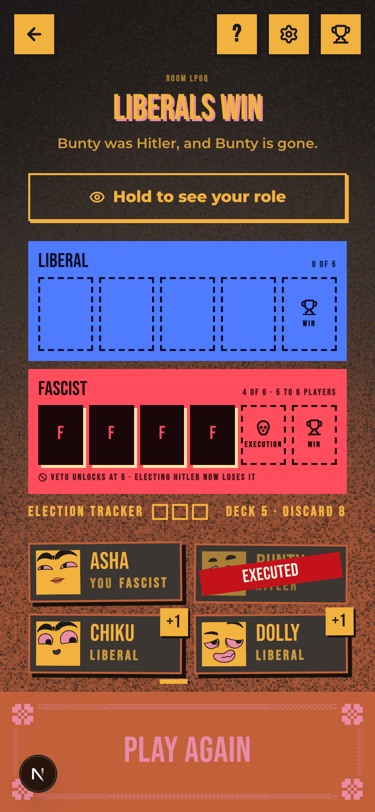 ?
ROOM LPGQ
LIBERALS WIN
Bunty was Hitler, and Bunty is gone.
Hold to see your role
LIBERAL
0 OF 5
WIN
FASCIST
4 OF 6 · 5 TO 6 PLAYERS
F F F F
EXECUTION
WIN
VETO UNLOCKS AT 5 · ELECTING HITLER NOW LOSES IT
ELECTION TRACKER
DECK 5 · DISCARD 8
ASHA
YOU FASCIST
BUNTY
EXECUTED
HITLER
+1
CHIKU
LIBERAL
+1
DOLLY
LIBERAL
PLAY AGAIN
N